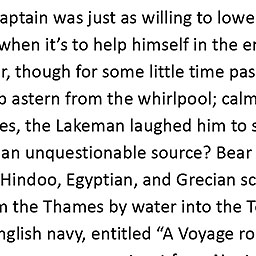 aptain was just as willing to lowe
when it’s to help himself in the e
r, though for some little time pas
astern from the whirlpool; calm
es, the Lakeman laughed him to s
an unquestionable source? Bear
Hindoo, Egyptian, and Grecian sc
m the Thames by water into the T
nglish navy, entitled “A Voyage ro